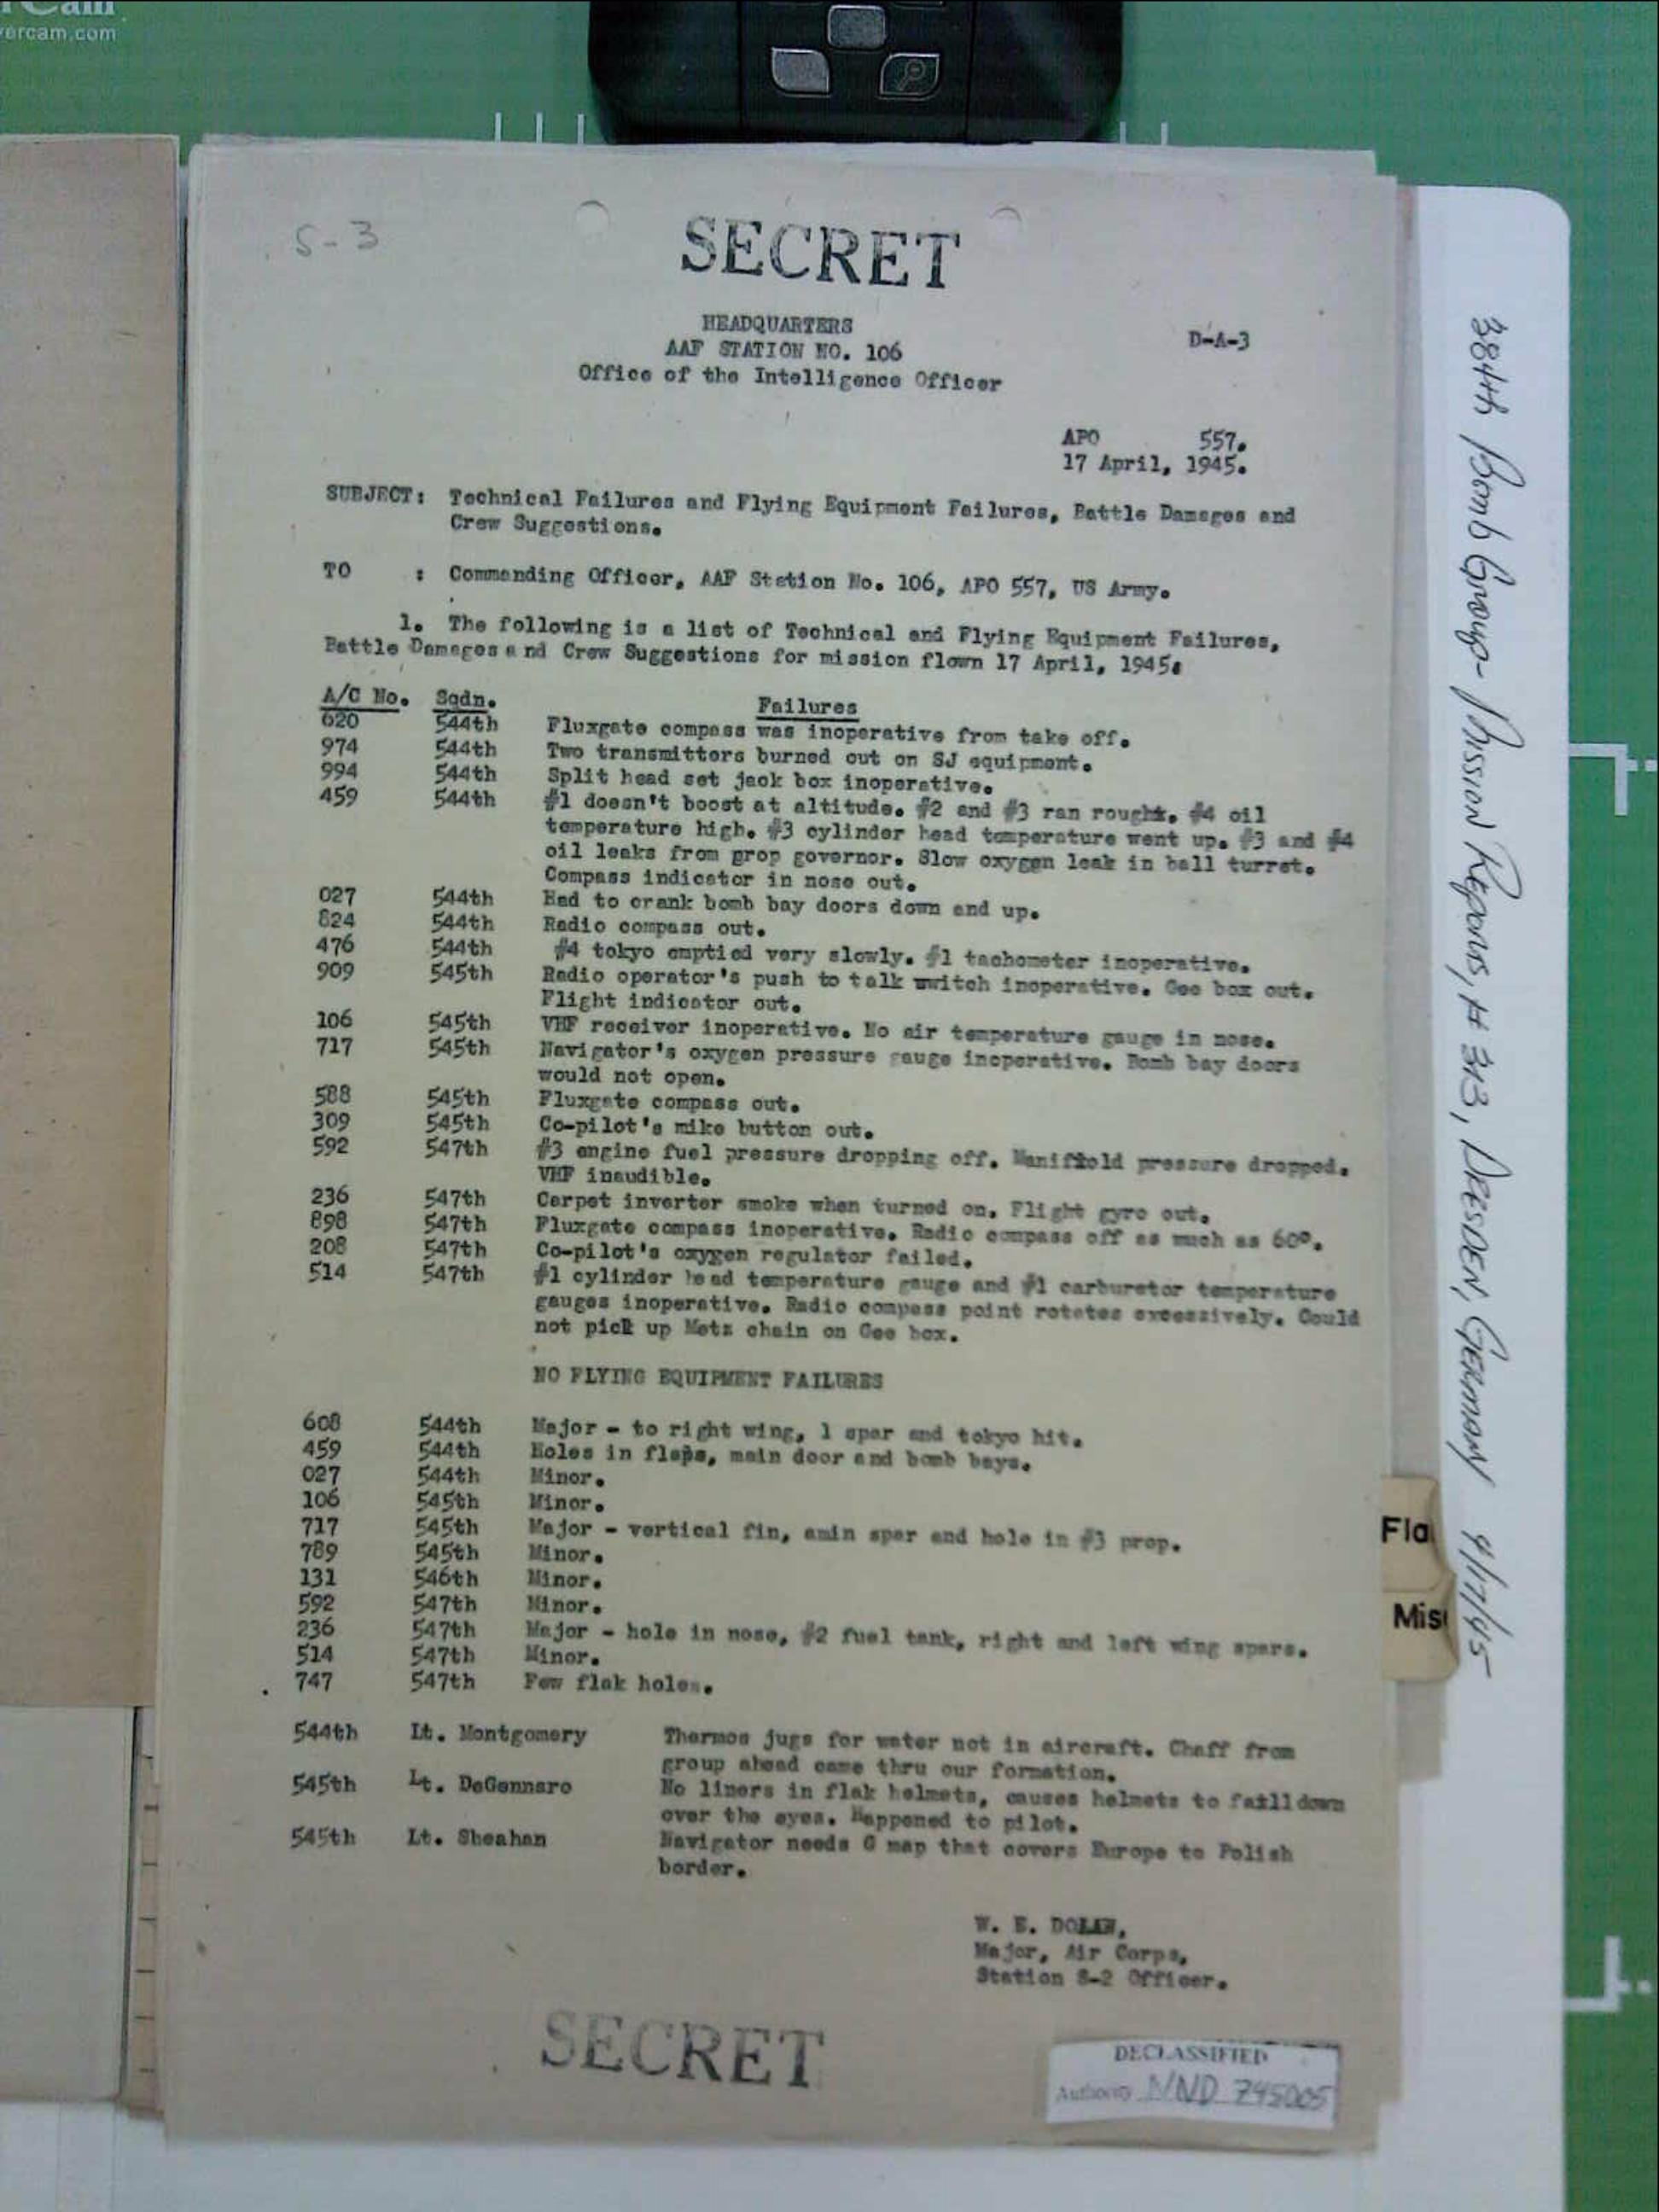 ercam.com
S-3
SECRET
HEADQUARTERS
AAF STATION NO. 106
Office of the Intelligence Officer
D-A-3
APO 557.
17 April, 1945.
SUBJECT: Technical Failures and Flying Equipment Failures, Battle Damages and
Crew Suggestions.
TO : Commanding Officer, AAF Station No. 106, APO 557, US Army.
1. The following is a list of Technical and Flying Equipment Failures,
Battle Damages a nd Crew Suggestions for mission flown 17 April, 1945.
A/C No. Sqdn. Failures
620 544th Fluxgate compass was inoperative from take off.
974 544th Two transmitters burned out on SJ equipment.
994 544th Split head set jack box inoperative.
459 544th #1 doesn't boost at altitude. #2 and #3 ran rought. #4 oil
temperature high. #3 cylinder head temperature went up. #3 and #4
oil leaks from prop governor. Slow oxygen leak in ball turret.
Compass indicator in nose out.
027 544th Had to crank bomb bay doors down and up.
824 544th Radio compass out.
476 544th #4 tokyo emptied very slowly. #1 tachometer inoperative.
909 545th Radio operator's push to talk switch inoperative. Gee box out.
Flight indicator out.
106 545th VHF receiver inoperative. No air temperature gauge in nose.
717 545th Navigator's oxygen pressure gauge inoperative. Bomb bay doors
would not open.
588 545th Fluxgate compass out.
309 545th Co-pilot's mike button out.
592 547th #3 engine fuel pressure dropping off. Manifold pressure dropped.
VHF inaudible.
236 547th Carpet inverter smoke when turned on. Flight gyro out.
898 547th Fluxgate compass inoperative. Radio compass off as much as 60°.
208 547th Co-pilot's oxygen regulator failed.
514 547th #1 cylinder head temperature gauge and #1 carburetor temperature
gauges inoperative. Radio compass point rotates excessively. Could
not pick up Metz chain on Gee box.
NO FLYING EQUIPMENT FAILURES
608 544th Major - to right wing, 1 spar and tokyo hit.
459 544th Holes in flaps, main door and bomb bays.
027 544th Minor.
106 545th Minor.
717 545th Major - vertical fin, amin spar and hole in #3 prop.
789 545th Minor.
131 546th Minor.
592 547th Minor.
236 547th Major - hole in nose, #2 fuel tank, right and left wing spars.
514 547th Minor.
747 547th Few flak holes.
544th Lt. Montgomery Thermos jugs for water not in aircraft. Chaff from
group ahead came thru our formation.
545th Lt. DeGennaro No liners in flak helmets, causes helmets to fall down
over the eyes. Happened to pilot.
545th Lt. Sheahan Navigator needs G map that covers Europe to Polish
border.
W. E. DOLAN,
Major, Air Corps,
Station S-2 Officer.
SECRET
DECLASSIFIED
Authority NND 745005
384th Bomb Group - Mission Reports, # 313, Dresden, Germany 4/17/45
Fla
Mis